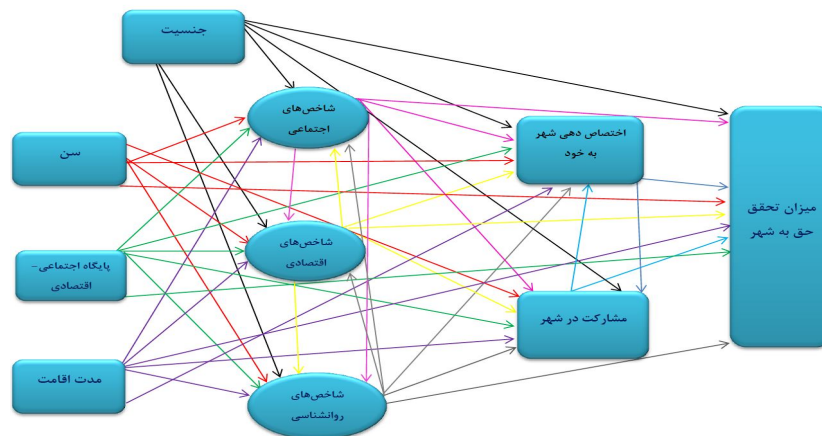 جنسیت
شاخص‌های
اجتماعی
اختصاص دهی شهر
به خود
سن
میزان تحقق
حق به شهر
شاخص‌های
اقتصادی
پایگاه اجتماعی-
اقتصادی
مشارکت در شهر
مدت اقامت
شاخص‌های
روانشناسی